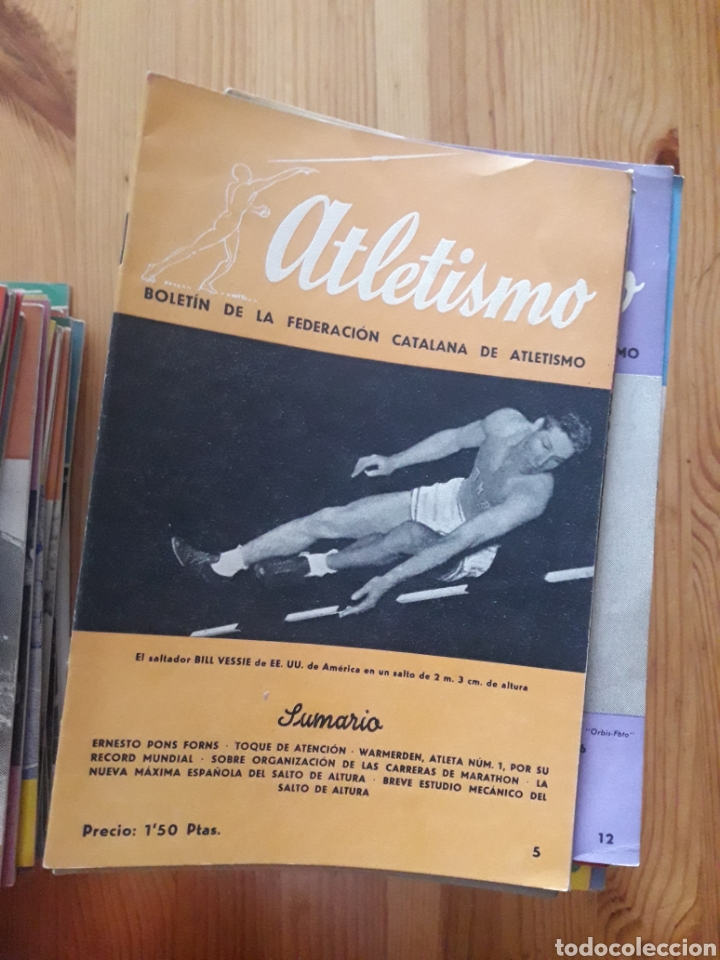 Atletismo
BOLETÍN DE LA FEDERACIÓN CATALANA DE ATLETISMO
El saltador BILL VESSIE de EE. UU. de América en un salto de 2 m. 3 cm. de altura
Sumario
ERNESTO PONS FORNS · TOQUE DE ATENCIÓN · WARMERDEN, ATLETA NÚM. 1, POR SU
RECORD MUNDIAL · SOBRE ORGANIZACIÓN DE LAS CARRERAS DE MARATHON · LA
NUEVA MÁXIMA ESPAÑOLA DEL SALTO DE ALTURA · BREVE ESTUDIO MECÁNICO DEL
SALTO DE ALTURA
Precio: 1'50 Ptas.
5
o
MO
"Orbis-Foto"
12
todocoleccion